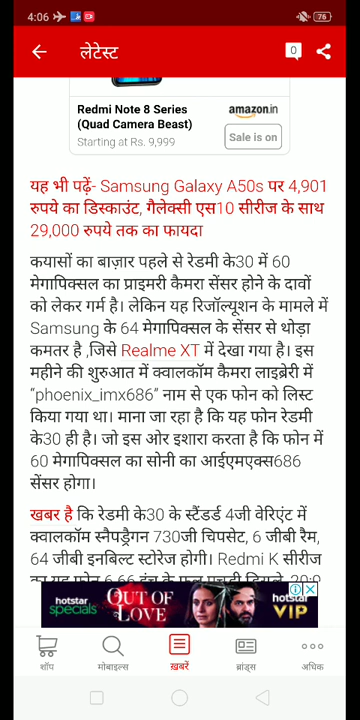 4:06
76
लेटेस्ट
0
Redmi Note 8 Series
(Quad Camera Beast)
Starting at Rs. 9,999
amazon.in
Sale is on
यह भी पढ़ें- Samsung Galaxy A50s पर 4,901
रुपये का डिस्काउंट, गैलेक्सी एस10 सीरीज के साथ
29,000 रुपये तक का फायदा
कयासों का बाज़ार पहले से रेडमी के30 में 60
मेगापिक्सल का प्राइमरी कैमरा सेंसर होने के दावों
को लेकर गर्म है। लेकिन यह रिजॉल्यूशन के मामले में
Samsung के 64 मेगापिक्सल के सेंसर से थोड़ा
कमतर है ,जिसे Realme XT में देखा गया है। इस
महीने की शुरुआत में क्वालकॉम कैमरा लाइब्रेरी में
“phoenix_imx686” नाम से एक फोन को लिस्ट
किया गया था। माना जा रहा है कि यह फोन रेडमी
के30 ही है। जो इस ओर इशारा करता है कि फोन में
60 मेगापिक्सल का सोनी का आईएमएक्स686
सेंसर होगा।
खबर है कि रेडमी के30 के स्टैंडर्ड 4जी वेरिएंट में
क्वालकॉम स्नैपड्रैगन 730जी चिपसेट, 6 जीबी रैम,
64 जीबी इनबिल्ट स्टोरेज होगी। Redmi K सीरीज
hotstar
specials
OUT OF
LOVE
hotstar
VIP
शॉप
मोबाइल्स
ख़बरें
ब्रांड्स
अधिक